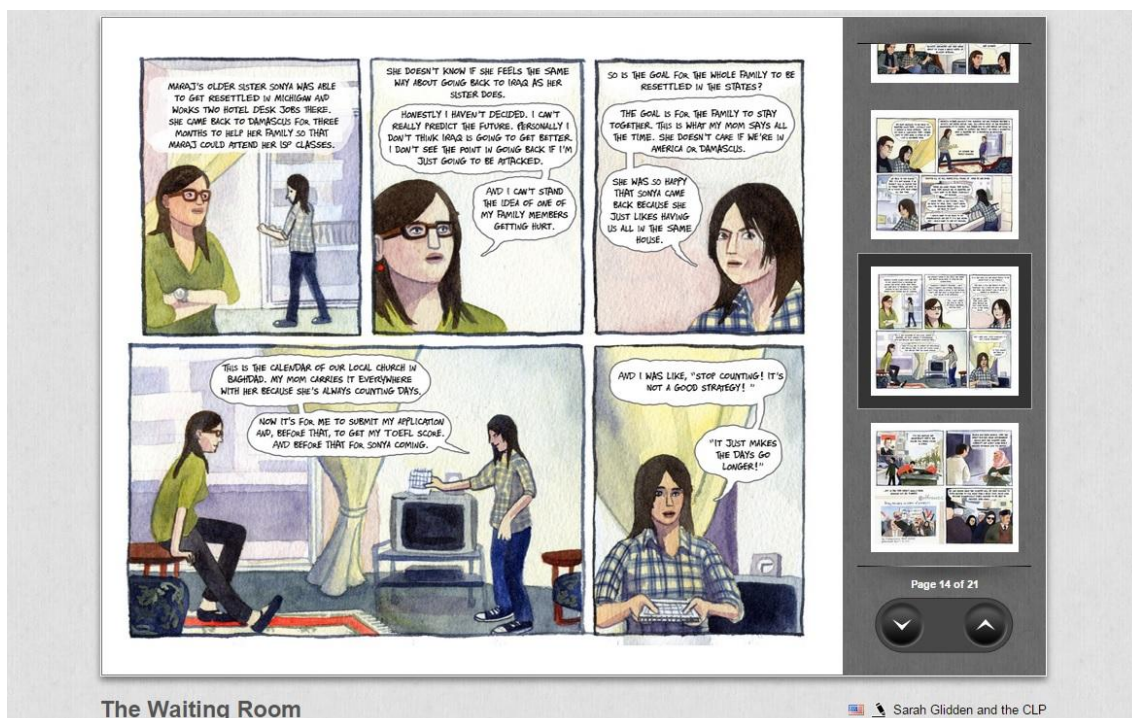 MARAJ'S OLDER SISTER SONYA WAS ABLE
TO GET RESETTLED IN MICHIGAN AND
WORKS TWO HOTEL DESK JOBS THERE.
SHE CAME BACK TO DAMASCUS FOR THREE
MONTHS TO HELP HER FAMILY SO THAT
MARAJ COULD ATTEND HER ISP CLASSES.
SHE DOESN'T KNOW IF SHE FEELS THE SAME
WAY ABOUT GOING BACK TO IRAQ AS HER
SISTER DOES.
HONESTLY I HAVEN'T DECIDED. I CAN'T
REALLY PREDICT THE FUTURE. PERSONALLY I
DON'T THINK IRAQ IS GOING TO GET BETTER.
I DON'T SEE THE POINT IN GOING BACK IF I'M
JUST GOING TO BE ATTACKED.
AND I CAN'T STAND
THE IDEA OF ONE OF
MY FAMILY MEMBERS
GETTING HURT.
SO IS THE GOAL FOR THE WHOLE FAMILY TO BE
RESETTLED IN THE STATES?
THE GOAL IS FOR THE FAMILY TO STAY
TOGETHER. THIS IS WHAT MY MOM SAYS ALL
THE TIME. SHE DOESN'T CARE IF WE'RE IN
AMERICA OR DAMASCUS.
SHE WAS SO HAPPY
THAT SONYA CAME
BACK BECAUSE SHE
JUST LIKES HAVING
US ALL IN THE SAME
HOUSE.
THIS IS THE CALENDAR OF OUR LOCAL CHURCH IN
BAGHDAD. MY MOM CARRIES IT EVERYWHERE
WITH HER BECAUSE SHE'S ALWAYS COUNTING DAYS.
NOW IT'S FOR ME TO SUBMIT MY APPLICATION
AND, BEFORE THAT, TO GET MY TOEFL SCORE.
AND BEFORE THAT FOR SONYA COMING.
AND I WAS LIKE, "STOP COUNTING! IT'S
NOT A GOOD STRATEGY! "
"IT JUST MAKES
THE DAYS GO
LONGER!"
Page 14 of 21
The Waiting Room
Sarah Glidden and the CLP